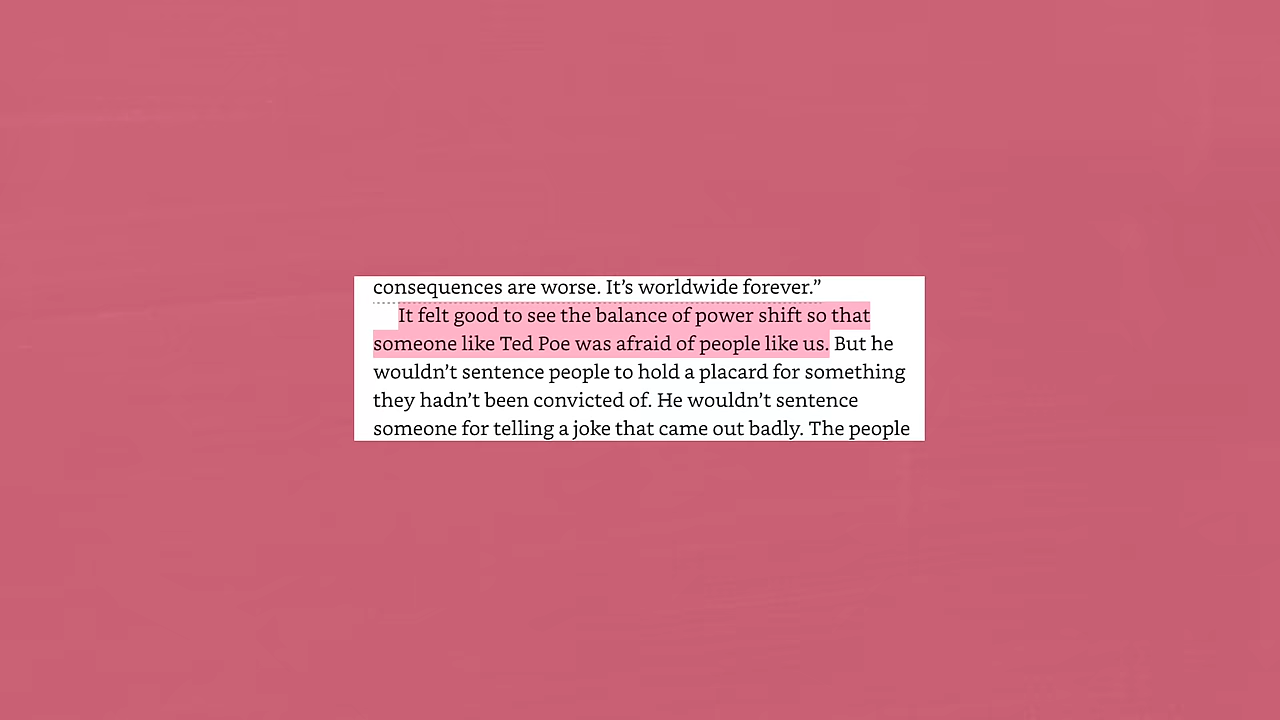 consequences are worse. It’s worldwide forever.”
It felt good to see the balance of power shift so that
someone like Ted Poe was afraid of people like us. But he
wouldn’t sentence people to hold a placard for something
they hadn’t been convicted of. He wouldn’t sentence
someone for telling a joke that came out badly. The people